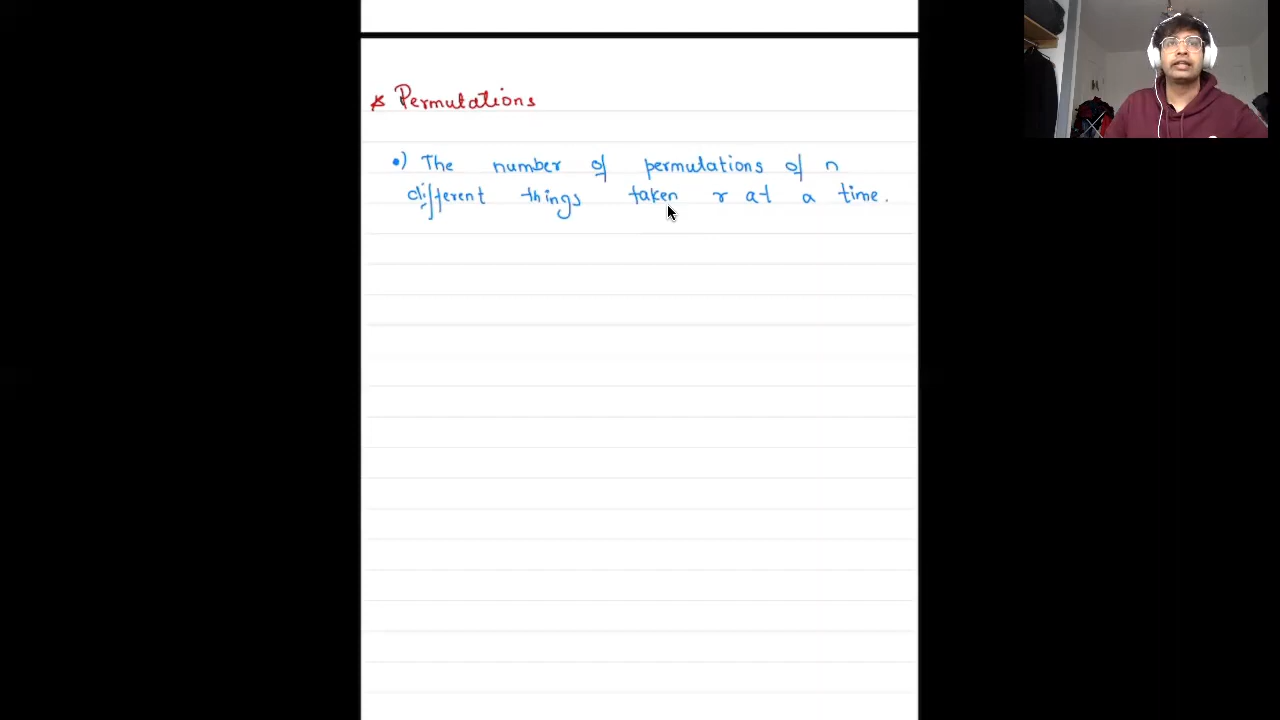 * Permutations
•) The number of permutations of n
different things taken r at a time.